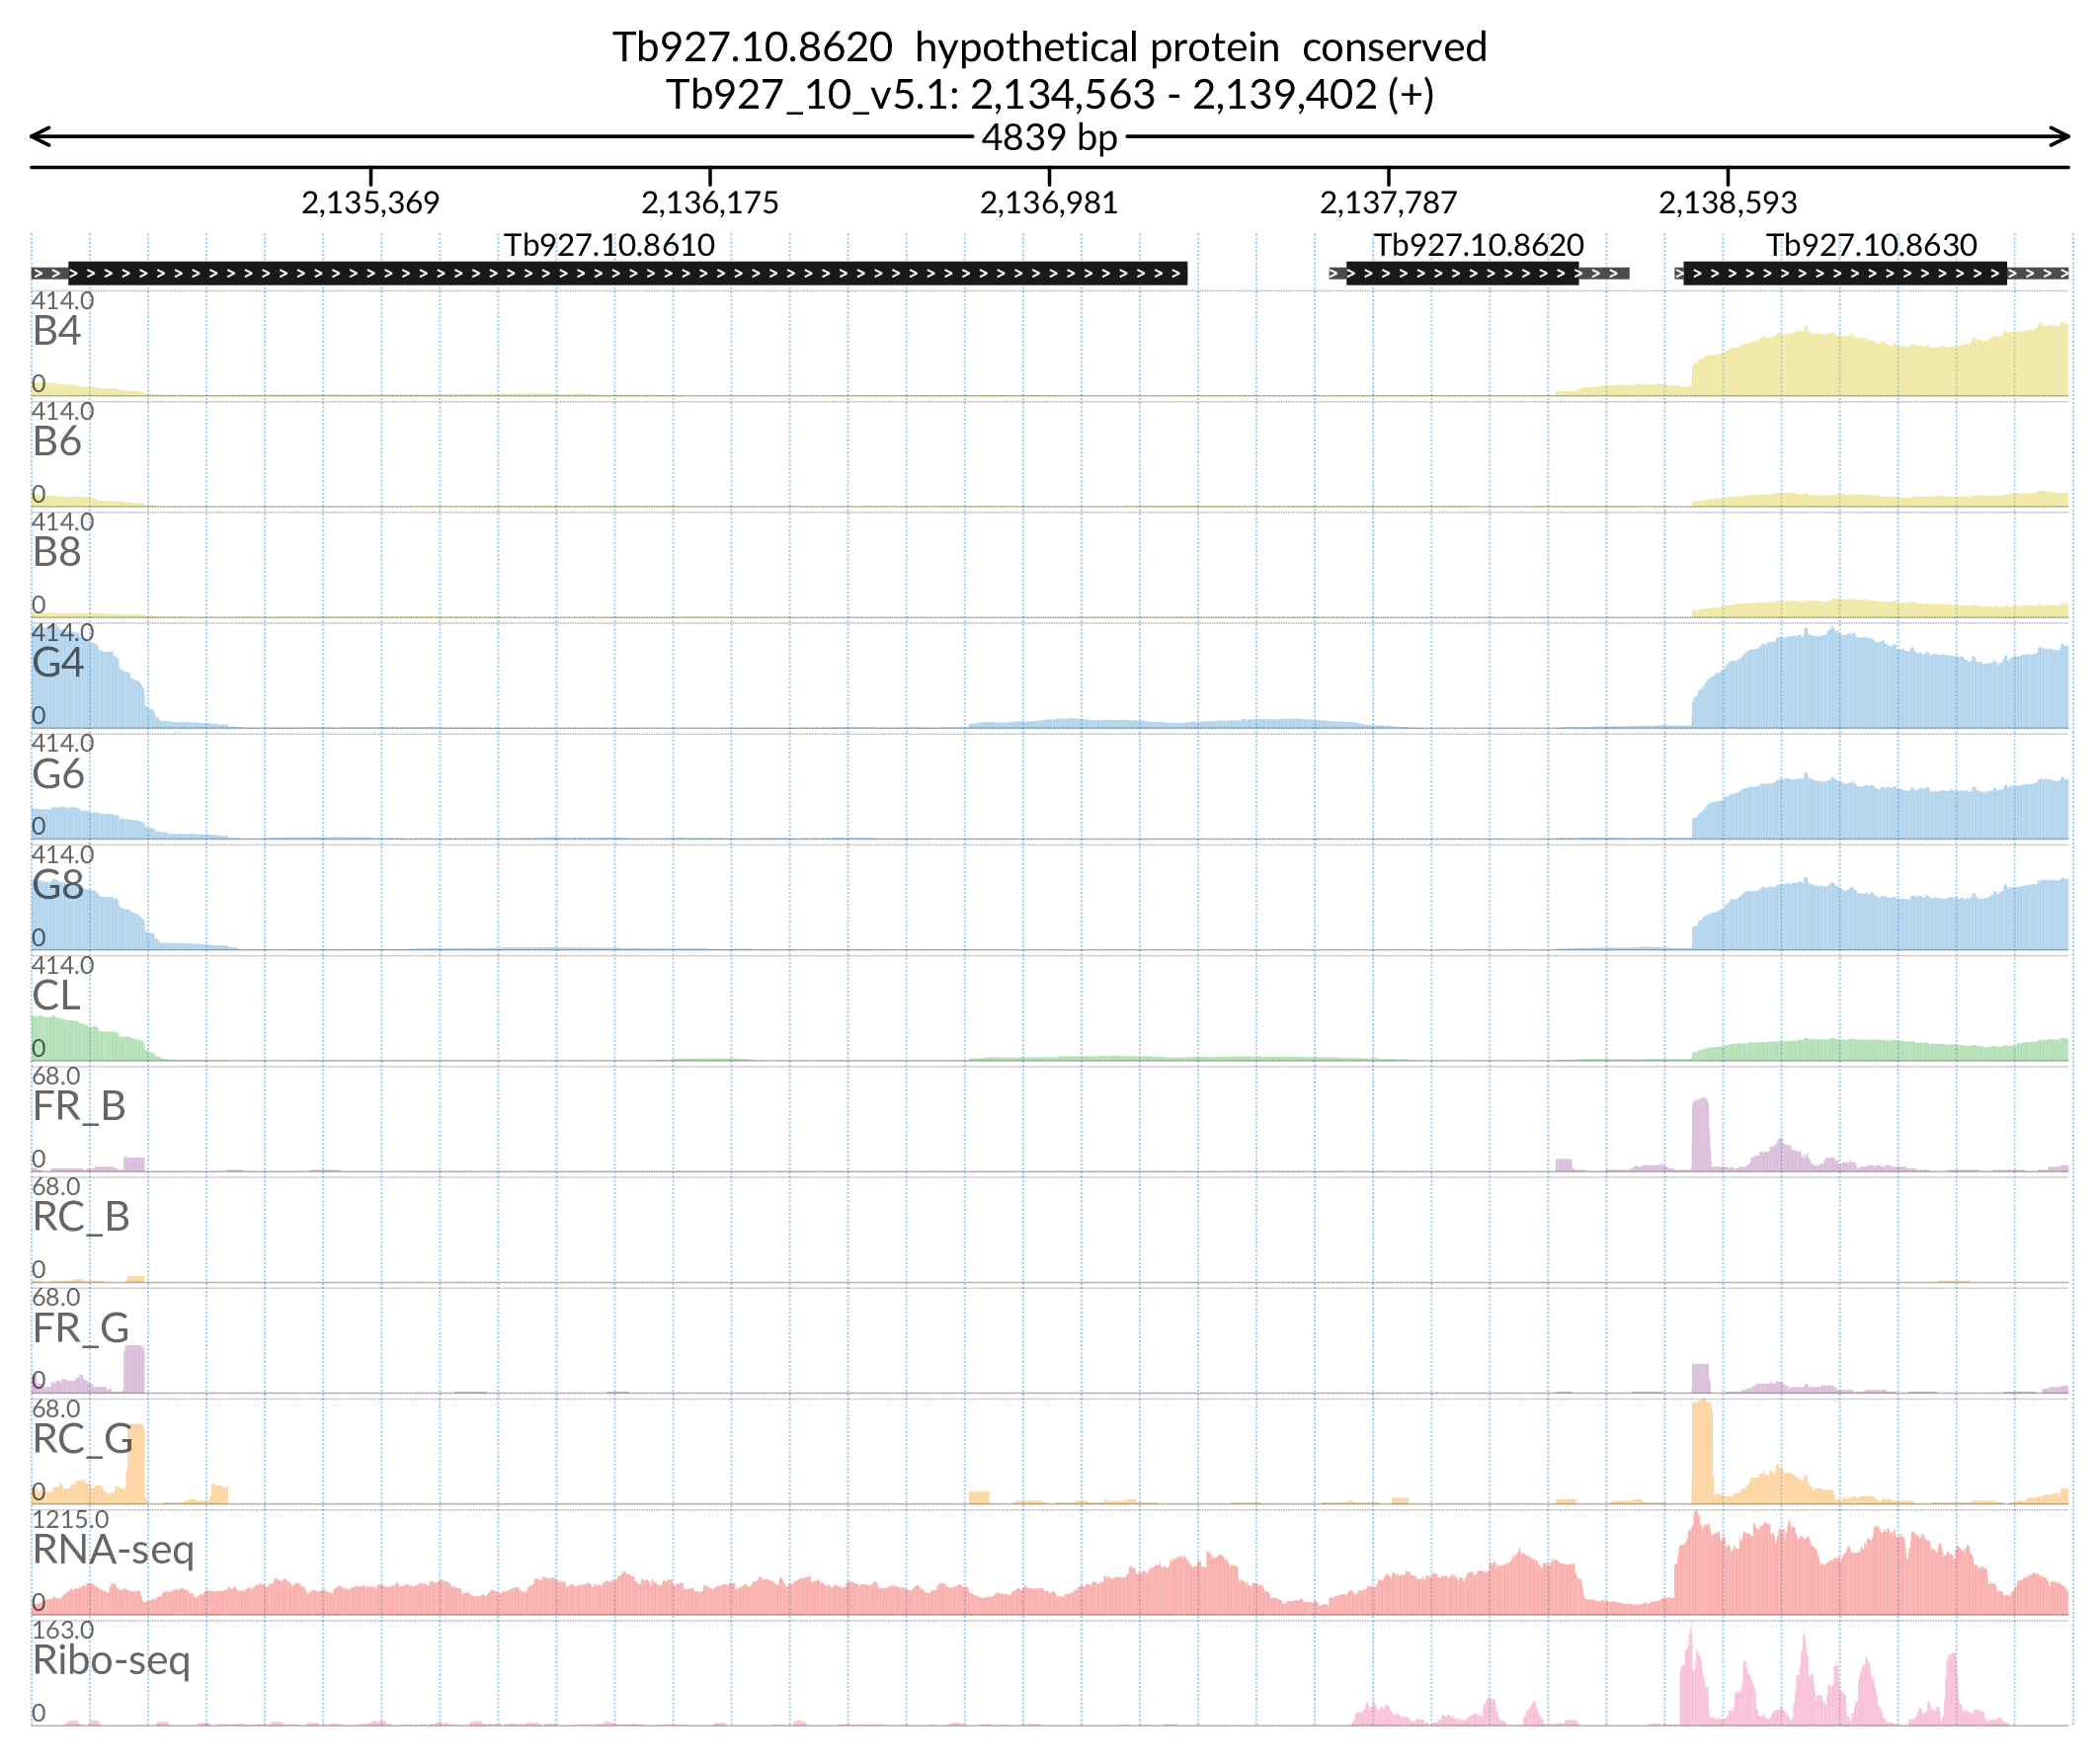 Tb927.10.8620  hypothetical protein  conserved
Tb927_10_v5.1: 2,134,563 - 2,139,402 (+)
4839 bp
2,135,369 2,136,175 2,136,981 2,137,787 2,138,593
Tb927.10.8610 Tb927.10.8620 Tb927.10.8630
414.0
B4
0
414.0
B6
0
414.0
B8
0
414.0
G4
0
414.0
G6
0
414.0
G8
0
414.0
CL
0
68.0
FR_B
0
68.0
RC_B
0
68.0
FR_G
0
68.0
RC_G
0
1215.0
RNA-seq
0
163.0
Ribo-seq
0